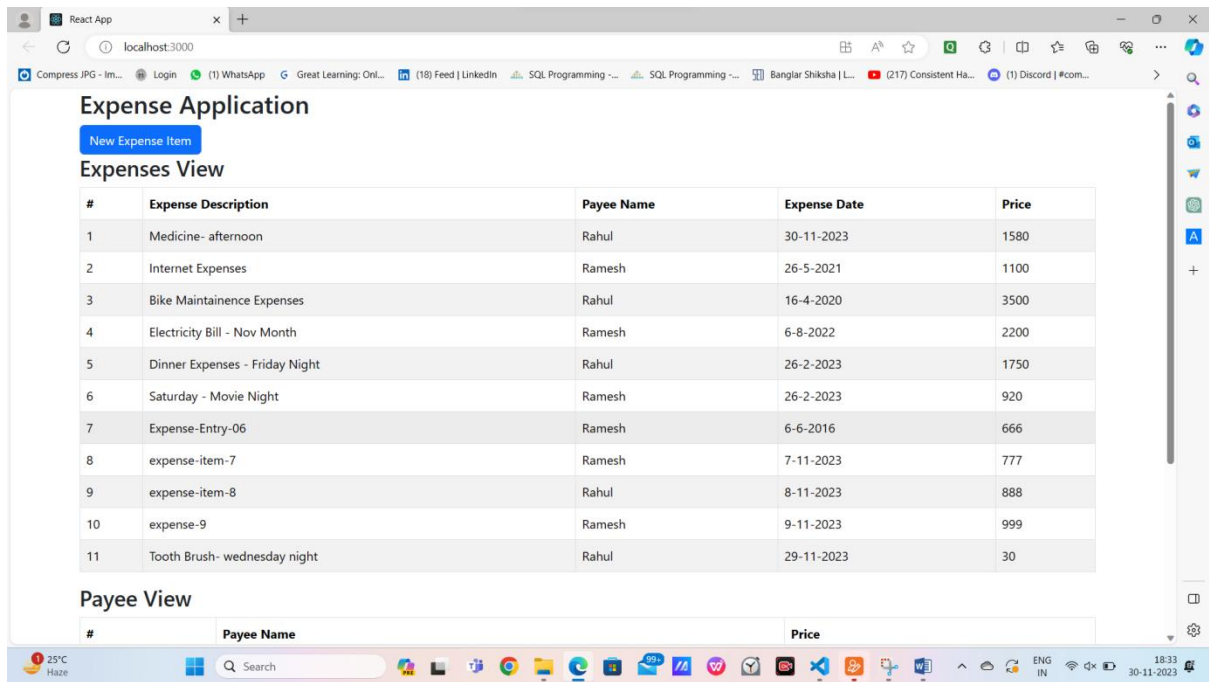 React App
localhost:3000
Compress JPG - Im... Login (1) WhatsApp Great Learning: Onl... (18) Feed | LinkedIn SQL Programming -... SQL Programming -... Banglar Shiksha | L... (217) Consistent Ha... (1) Discord | #com...
Expense Application
New Expense Item
Expenses View
# Expense Description Payee Name Expense Date Price
1 Medicine- afternoon Rahul 30-11-2023 1580
2 Internet Expenses Ramesh 26-5-2021 1100
3 Bike Maintainence Expenses Rahul 16-4-2020 3500
4 Electricity Bill - Nov Month Ramesh 6-8-2022 2200
5 Dinner Expenses - Friday Night Rahul 26-2-2023 1750
6 Saturday - Movie Night Ramesh 26-2-2023 920
7 Expense-Entry-06 Ramesh 6-6-2016 666
8 expense-item-7 Ramesh 7-11-2023 777
9 expense-item-8 Rahul 8-11-2023 888
10 expense-9 Ramesh 9-11-2023 999
11 Tooth Brush- wednesday night Rahul 29-11-2023 30
Payee View
# Payee Name Price
1 25°C Search 99+ ENG 18:33
Haze IN 30-11-2023